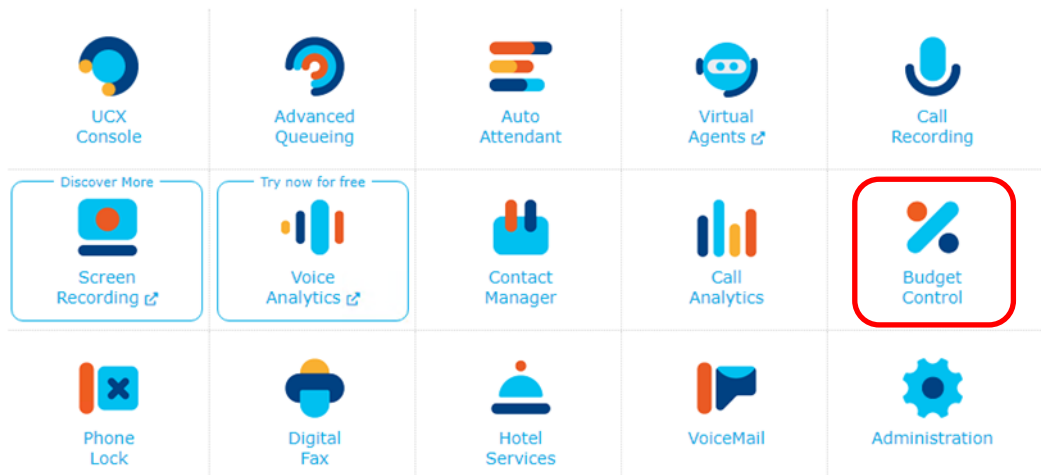 UCX
Console
Advanced
Queueing
Auto
Attendant
Virtual
Agents
Call
Recording
Discover More
Screen
Recording
Try now for free
Voice
Analytics
Contact
Manager
Call
Analytics
Budget
Control
Phone
Lock
Digital
Fax
Hotel
Services
VoiceMail
Administration